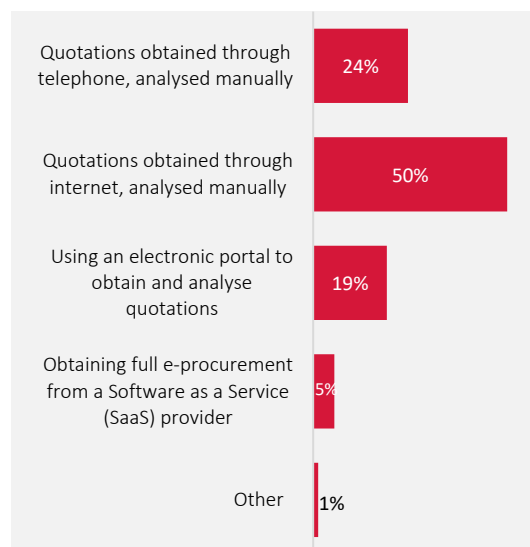 Quotations obtained through
telephone, analysed manually
24%
Quotations obtained through
internet, analysed manually
50%
Using an electronic portal to
obtain and analyse
quotations
19%
Obtaining full e-procurement
from a Software as a Service
(SaaS) provider
5%
Other
1%